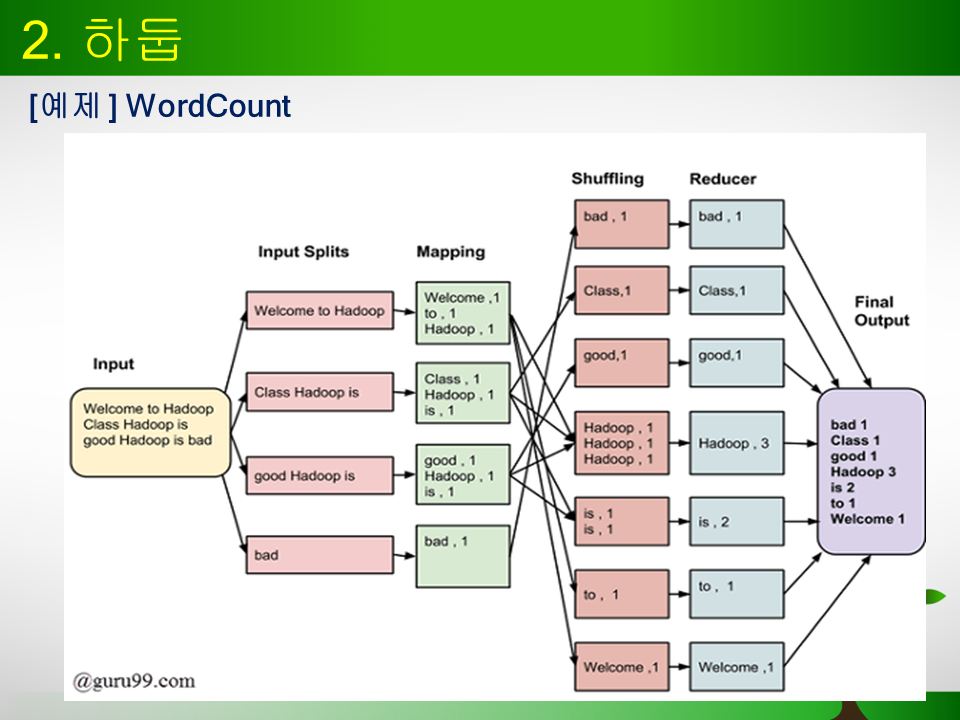 2. 하둡
[예제 ] WordCount
Input
Welcome to Hadoop
Class Hadoop is
good Hadoop is bad
Input Splits
Welcome to Hadoop
Class Hadoop is
good Hadoop is
bad
Mapping
Welcome ,1
to , 1
Hadoop , 1
Class , 1
Hadoop , 1
is , 1
good , 1
Hadoop , 1
is , 1
bad , 1
Shuffling
bad , 1
Class,1
good,1
Hadoop , 1
Hadoop , 1
Hadoop , 1
is , 1
is , 1
to , 1
Welcome ,1
Reducer
bad , 1
Class,1
good,1
Hadoop , 3
is , 2
to , 1
Welcome ,1
Final
Output
bad 1
Class 1
good 1
Hadoop 3
is 2
to 1
Welcome 1
@guru99.com